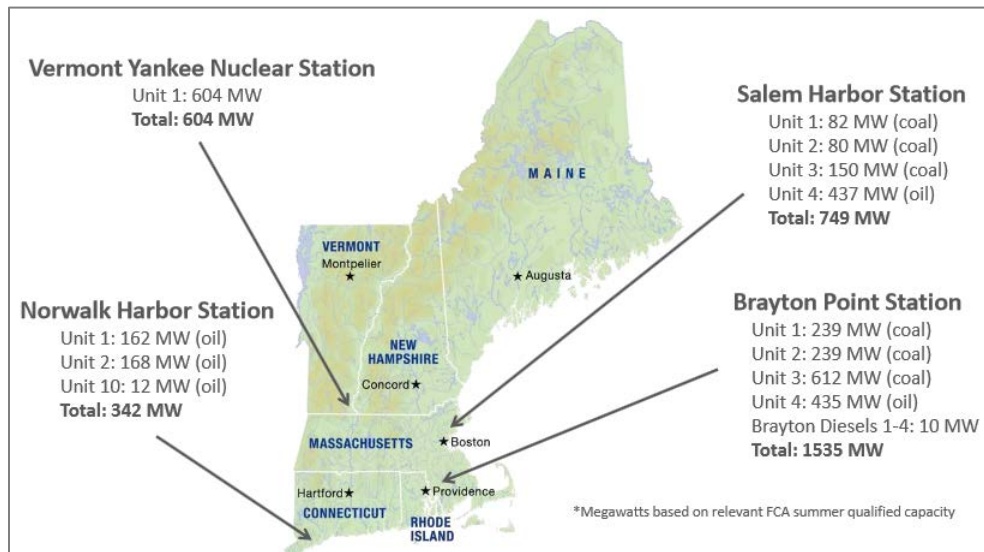 Vermont Yankee Nuclear Station
Unit 1: 604 MW
Total: 604 MW
Salem Harbor Station
Unit 1: 82 MW (coal)
Unit 2: 80 MW (coal)
Unit 3: 150 MW (coal)
Unit 4: 437 MW (oil)
Total: 749 MW
MAINE
VERMONT
Montpelier
Augusta
Norwalk Harbor Station
Unit 1: 162 MW (oil)
Unit 2: 168 MW (oil)
Unit 10: 12 MW (oil)
Total: 342 MW
Brayton Point Station
Unit 1: 239 MW (coal)
Unit 2: 239 MW (coal)
Unit 3: 612 MW (coal)
Unit 4: 435 MW (oil)
Brayton Diesels 1-4: 10 MW
Total: 1535 MW
NEW
HAMPSHIRE
Concord
MASSACHUSETTS
Boston
Hartford
Providence
CONNECTICUT
RHODE
ISLAND
*Megawatts based on relevant FCA summer qualified capacity